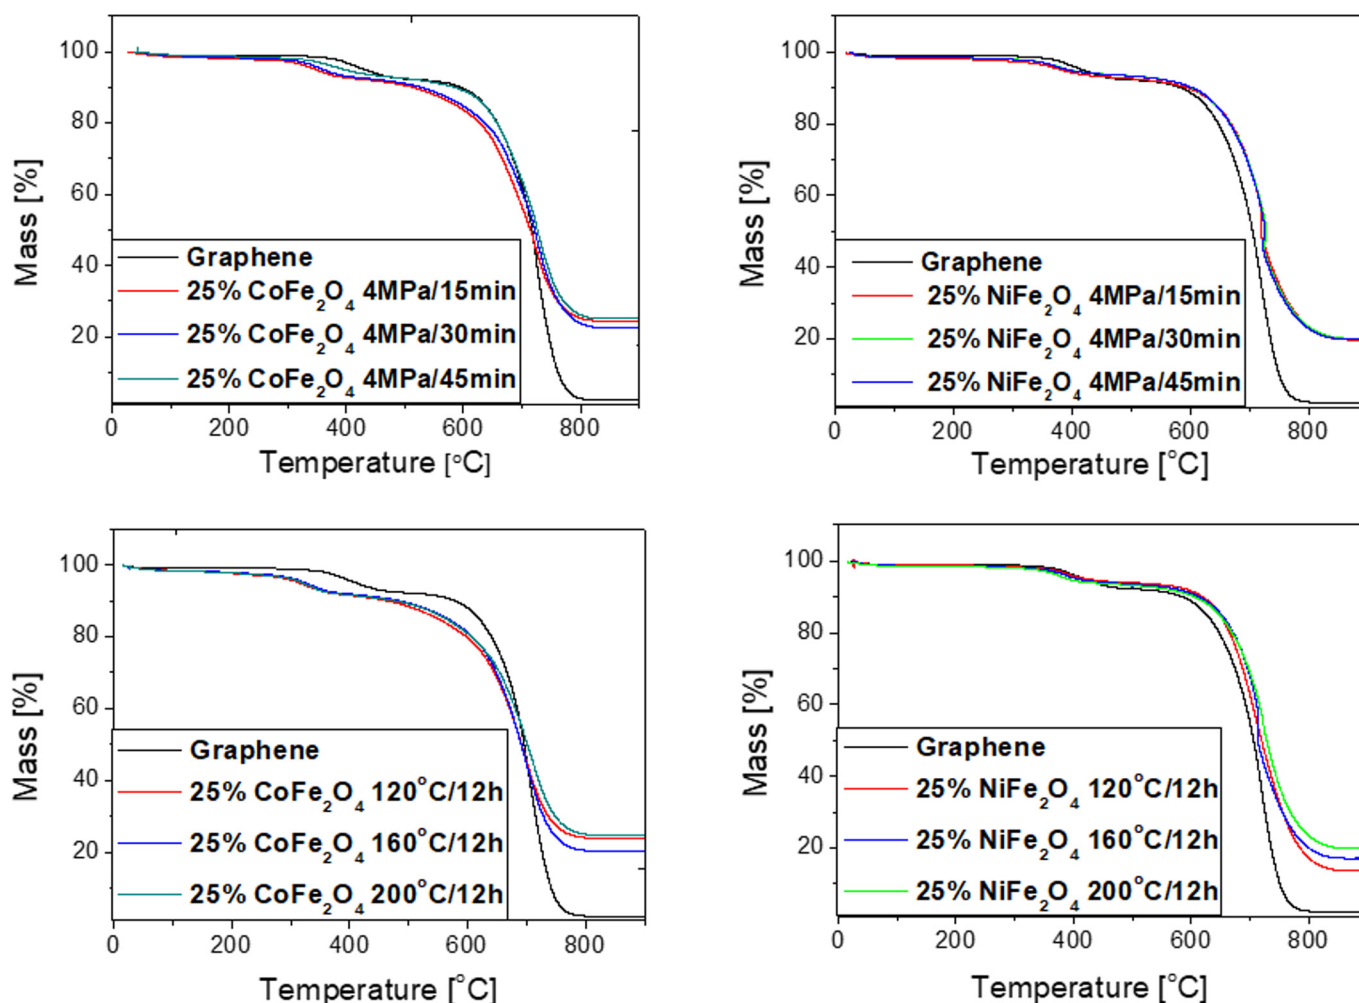 100
80
60
40
20
Mass [%]
Graphene
25% CoFe₂O₄ 4MPa/15min
25% CoFe₂O₄ 4MPa/30min
25% CoFe₂O₄ 4MPa/45min
0 200 400 600 800
Temperature [°C]
100
80
60
40
20
Mass [%]
Graphene
25% NiFe₂O₄ 4MPa/15min
25% NiFe₂O₄ 4MPa/30min
25% NiFe₂O₄ 4MPa/45min
0 200 400 600 800
Temperature [°C]
100
80
60
40
20
Mass [%]
Graphene
25% CoFe₂O₄ 120°C/12h
25% CoFe₂O₄ 160°C/12h
25% CoFe₂O₄ 200°C/12h
0 200 400 600 800
Temperature [°C]
100
80
60
40
20
Mass [%]
Graphene
25% NiFe₂O₄ 120°C/12h
25% NiFe₂O₄ 160°C/12h
25% NiFe₂O₄ 200°C/12h
0 200 400 600 800
Temperature [°C]